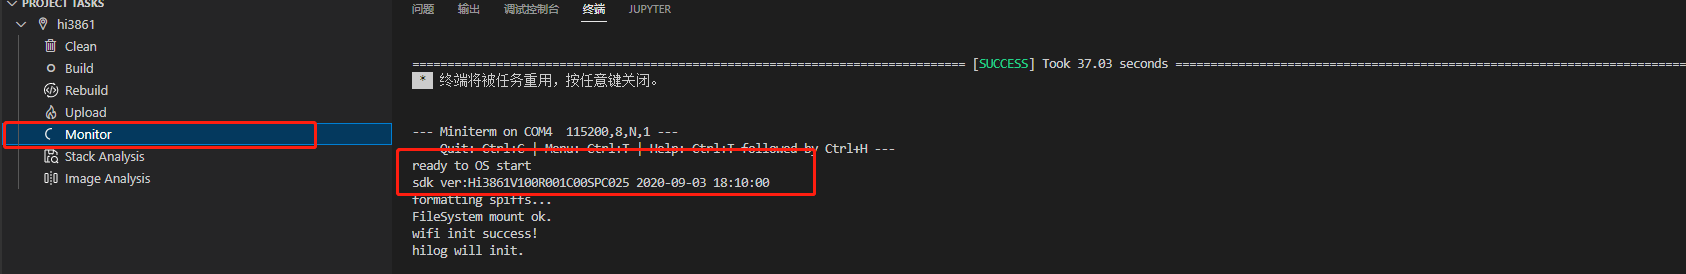 PROJECT TASKS
hi3861
Clean
Build
Rebuild
Upload
Monitor
Stack Analysis
Image Analysis
问题 输出 调试控制台 终端 JUPYTER
================================================================================ [SUCCESS] Took 37.03 seconds ================================================================================
* 终端将被任务重用，按任意键关闭。
--- Miniterm on COM4 115200,8,N,1 ---
--- Quit: Ctrl+C | Menu: Ctrl+T | Help: Ctrl+T followed by Ctrl+H ---
ready to OS start
sdk ver:Hi3861V100R001C00SPC025 2020-09-03 18:10:00
formatting spiffs...
FileSystem mount ok.
wifi init success!
hilog will init.